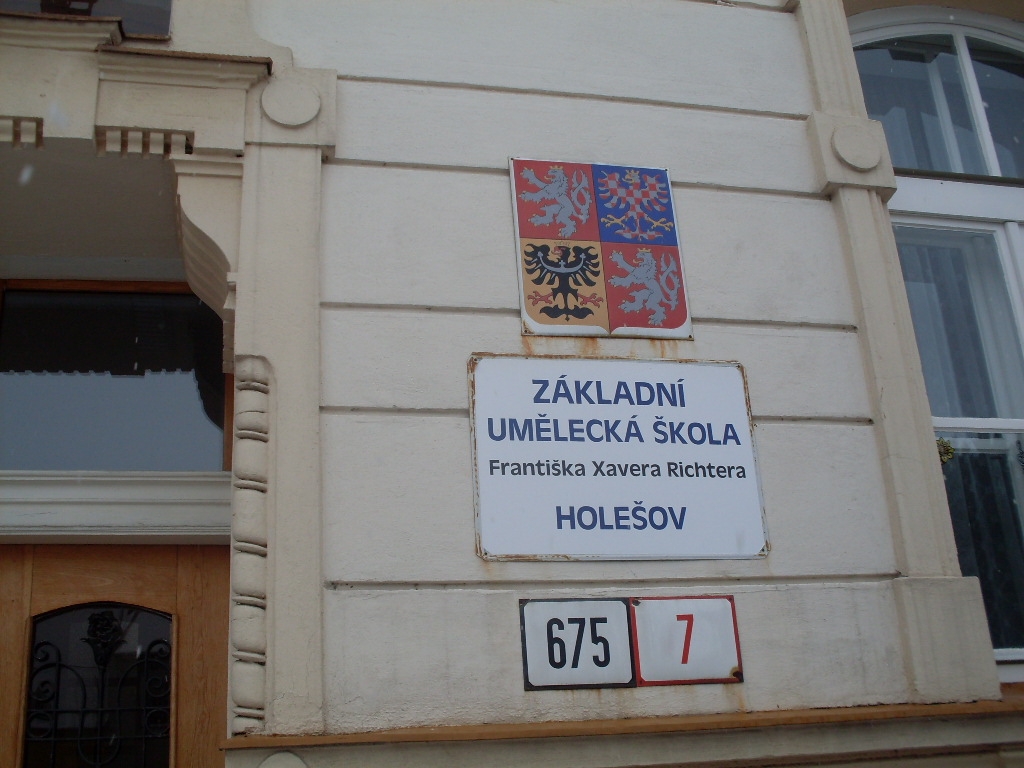 ZÁKLADNÍ
UMĚLECKÁ ŠKOLA
Františka Xavera Richtera
HOLEŠOV
675 7